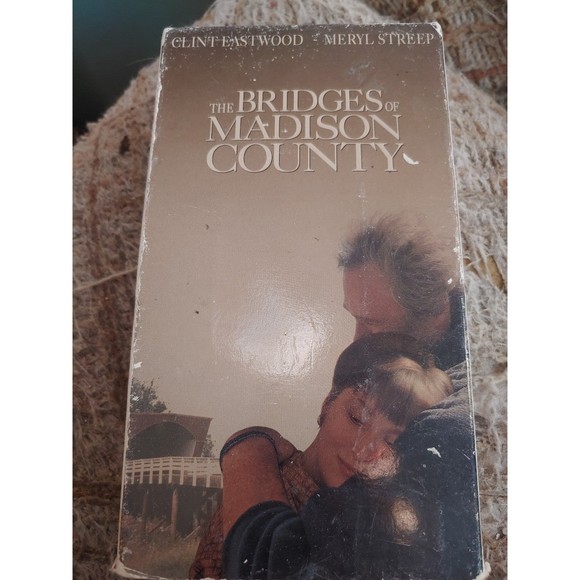 CLINT EASTWOOD - MERYL STREEP
THE BRIDGES OF
MADISON
COUNTY